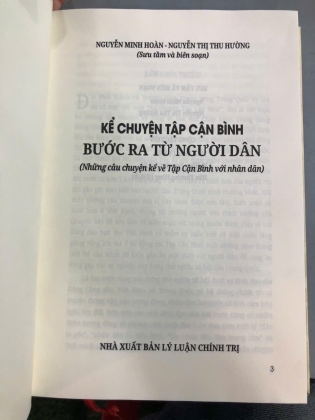 NGUYỄN MINH HOÀN - NGUYỄN THỊ THU HƯỜNG
(Sưu tầm và biên soạn)
KỂ CHUYỆN TẬP CẬN BÌNH
BƯỚC RA TỪ NGƯỜI DÂN
(Những câu chuyện kể về Tập Cận Bình với nhân dân)
NHÀ XUẤT BẢN LÝ LUẬN CHÍNH TRỊ
3